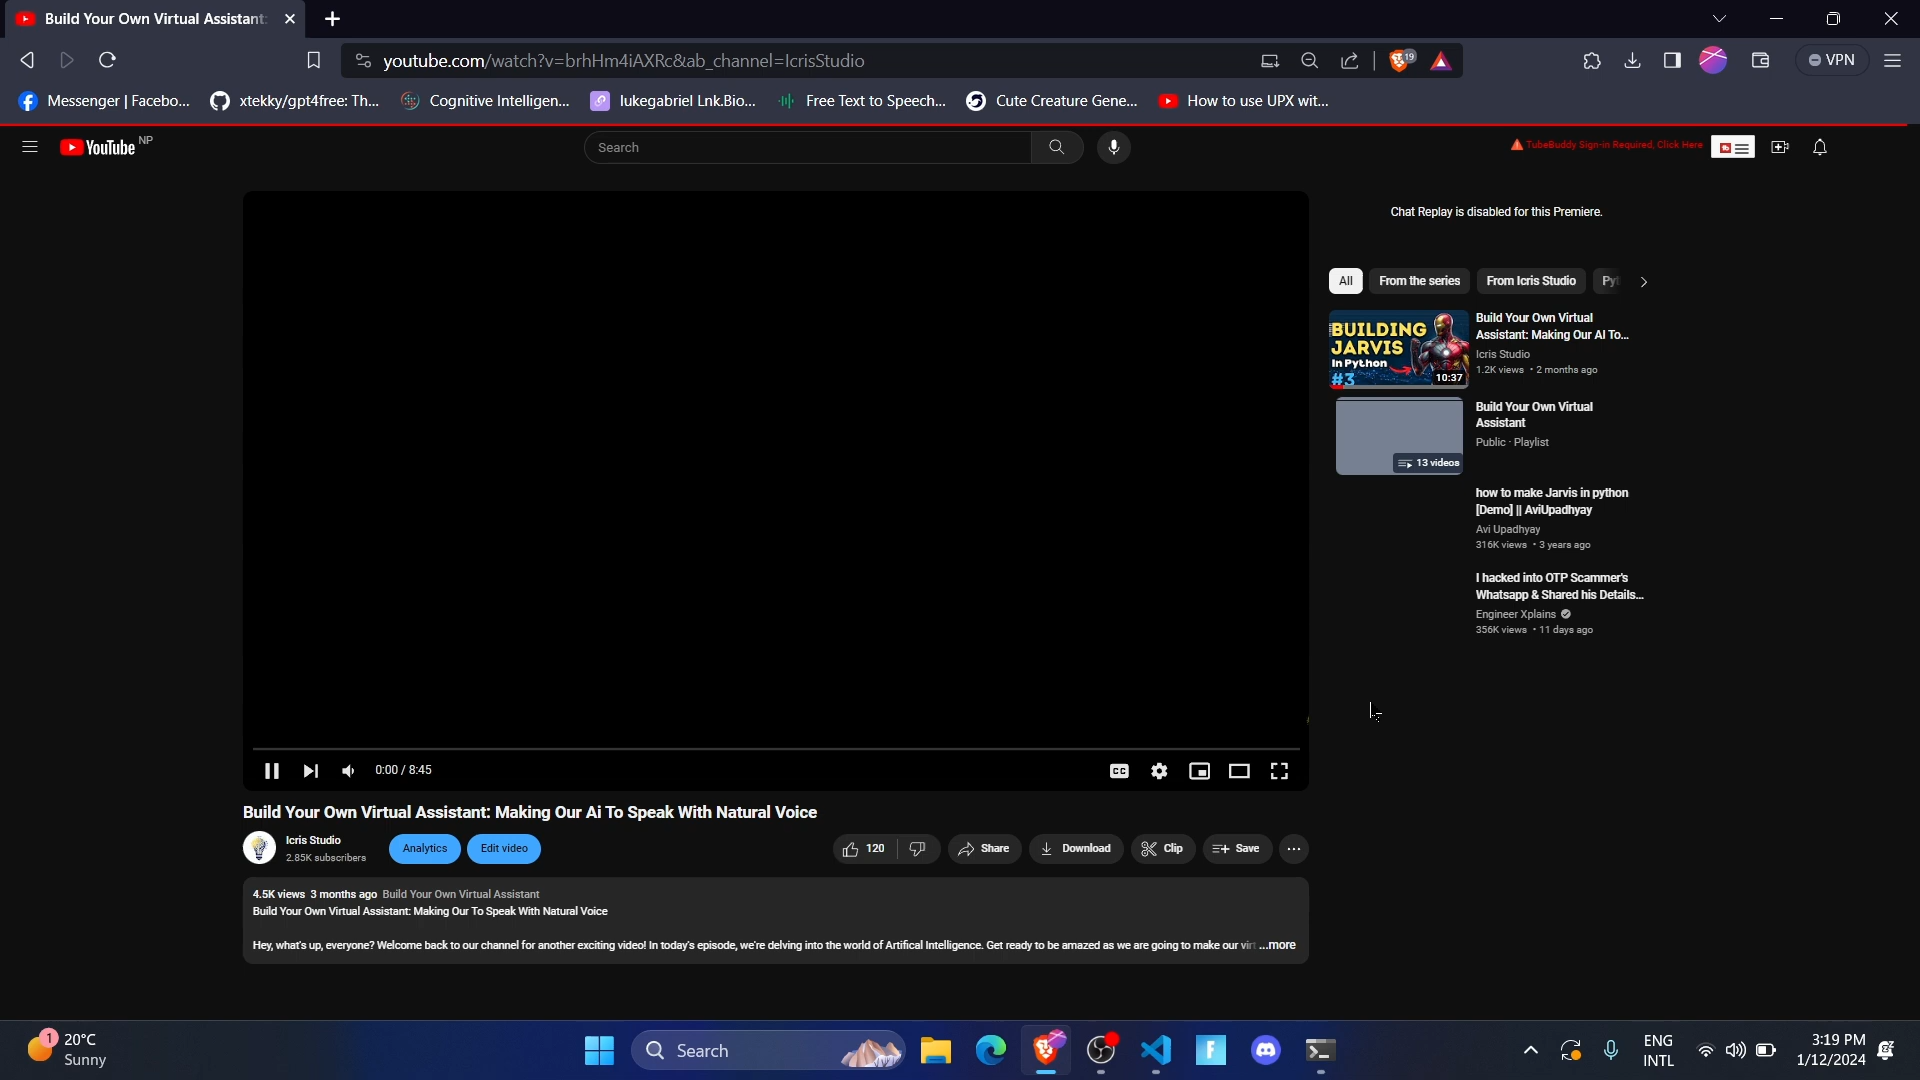 Build Your Own Virtual Assistant:
youtube.com/watch?v=brhHm4iAXRc&ab_channel=IcrisStudio
19
VPN
Messenger | Facebo...
xtekky/gpt4free: Th...
Cognitive Intelligen...
lukegabriel Lnk.Bio...
Free Text to Speech...
Cute Creature Gene...
How to use UPX wit...
YouTube NP
Search
TubeBuddy Sign-in Required, Click Here
Chat Replay is disabled for this Premiere.
All
From the series
From Icris Studio
Pyt
BUILDING
JARVIS
In Python
#3
10:37
Build Your Own Virtual
Assistant: Making Our AI To...
Icris Studio
1.2K views • 2 months ago
13 videos
Build Your Own Virtual
Assistant
Public · Playlist
how to make Jarvis in python
[Demo] || AviUpadhyay
Avi Upadhyay
316K views • 3 years ago
I hacked into OTP Scammer's
Whatsapp & Shared his Details...
Engineer Xplains
356K views • 11 days ago
0:00 / 8:45
CC
Build Your Own Virtual Assistant: Making Our Ai To Speak With Natural Voice
Icris Studio
2.85K subscribers
Analytics
Edit video
120
Share
Download
Clip
Save
4.5K views 3 months ago Build Your Own Virtual Assistant
Build Your Own Virtual Assistant: Making Our To Speak With Natural Voice
Hey, what's up, everyone? Welcome back to our channel for another exciting video! In today's episode, we're delving into the world of Artifical Intelligence. Get ready to be amazed as we are going to make our vir ...more
1
20°C
Sunny
Search
ENG
INTL
3:19 PM
1/12/2024